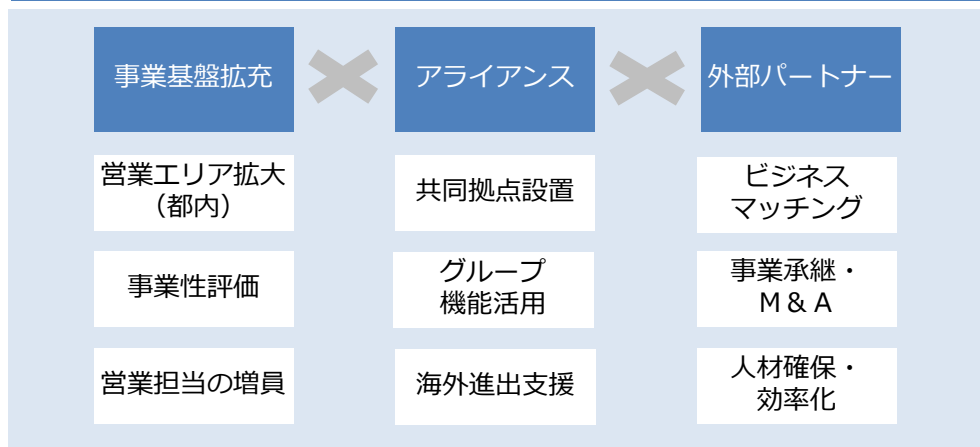 事業基盤拡充
アライアンス
外部パートナー
営業エリア拡大
（都内）
共同拠点設置
ビジネス
マッチング
事業性評価
グループ
機能活用
事業承継・
Ｍ＆Ａ
営業担当の増員
海外進出支援
人材確保・
効率化